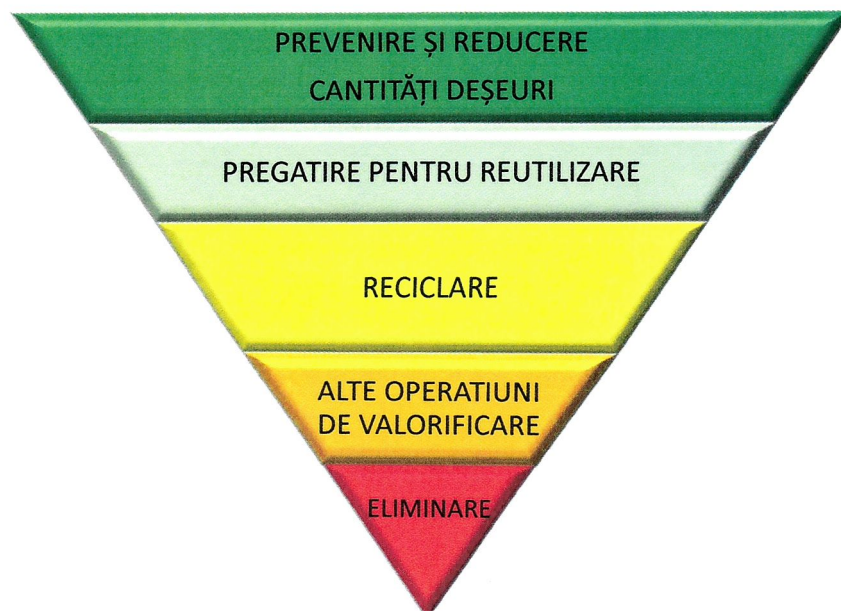 PREVENIRE ȘI REDUCERE
CANTITĂȚI DEȘEURI
PREGATIRE PENTRU REUTILIZARE
RECICLARE
ALTE OPERATIUNI
DE VALORIFICARE
ELIMINARE